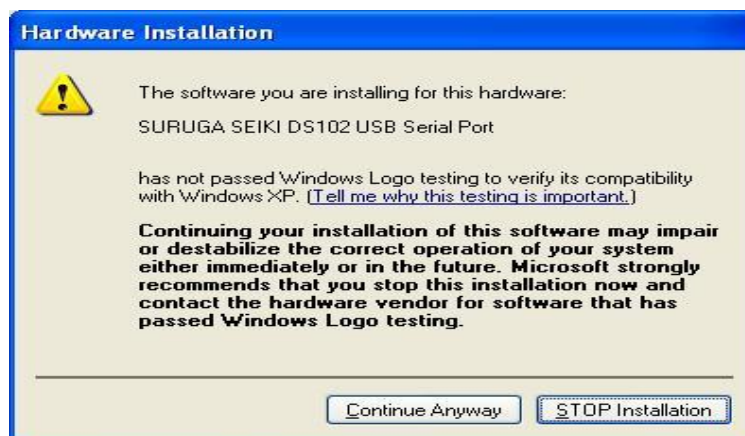 Hardware Installation
The software you are installing for this hardware:
SURUGA SEIKI DS102 USB Serial Port
has not passed Windows Logo testing to verify its compatibility
with Windows XP. (Tell me why this testing is important.)
Continuing your installation of this software may impair
or destabilize the correct operation of your system
either immediately or in the future. Microsoft strongly
recommends that you stop this installation now and
contact the hardware vendor for software that has
passed Windows Logo testing.
Continue Anyway STOP Installation